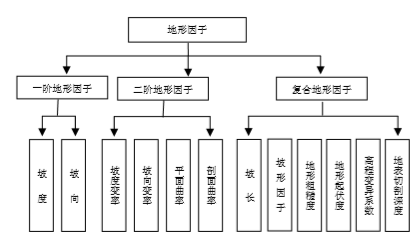 地形因子
一阶地形因子
二阶地形因子
复合地形因子
坡度
坡向
坡度变率
坡向变率
平面曲率
剖面曲率
坡长
坡形因子
地形粗糙度
地形起伏度
高程变异系数
地表切割深度